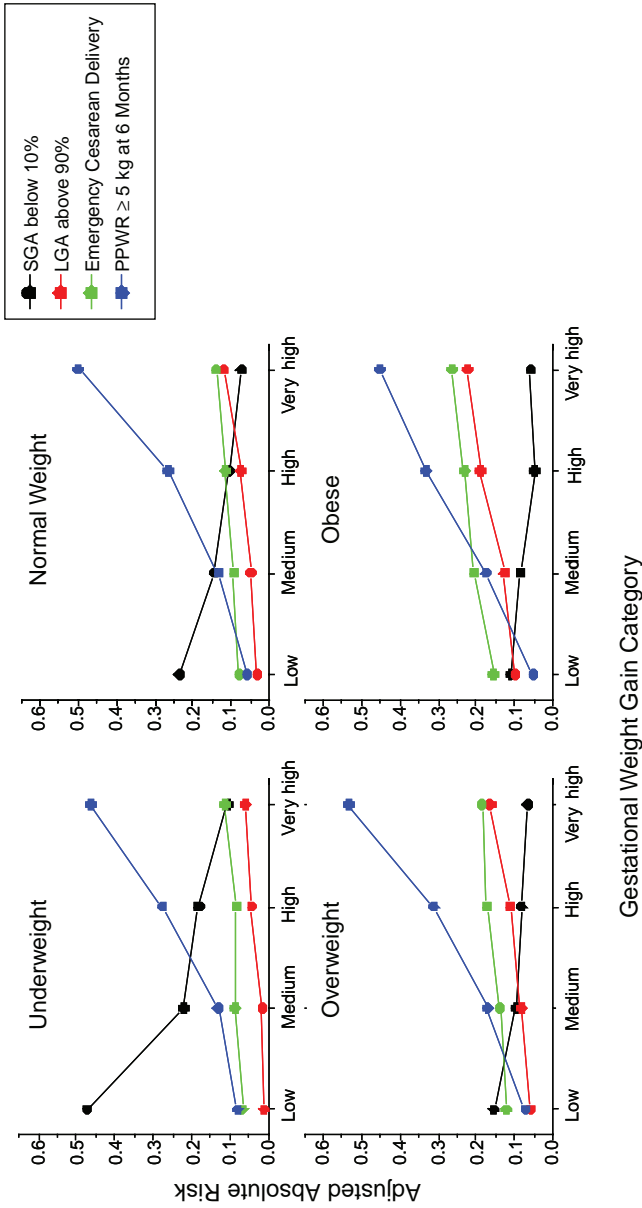 SGA below 10%
LGA above 90%
Emergency Cesarean Delivery
PPWR ≥ 5 kg at 6 Months
Adjusted Absolute Risk
Underweight
0.6
0.5
0.4
0.3
0.2
0.1
0.0
Low
Medium
High
Very high
Normal Weight
0.6
0.5
0.4
0.3
0.2
0.1
0.0
Low
Medium
High
Very high
Overweight
0.6
0.5
0.4
0.3
0.2
0.1
0.0
Low
Medium
High
Very high
Obese
0.6
0.5
0.4
0.3
0.2
0.1
0.0
Low
Medium
High
Very high
Gestational Weight Gain Category